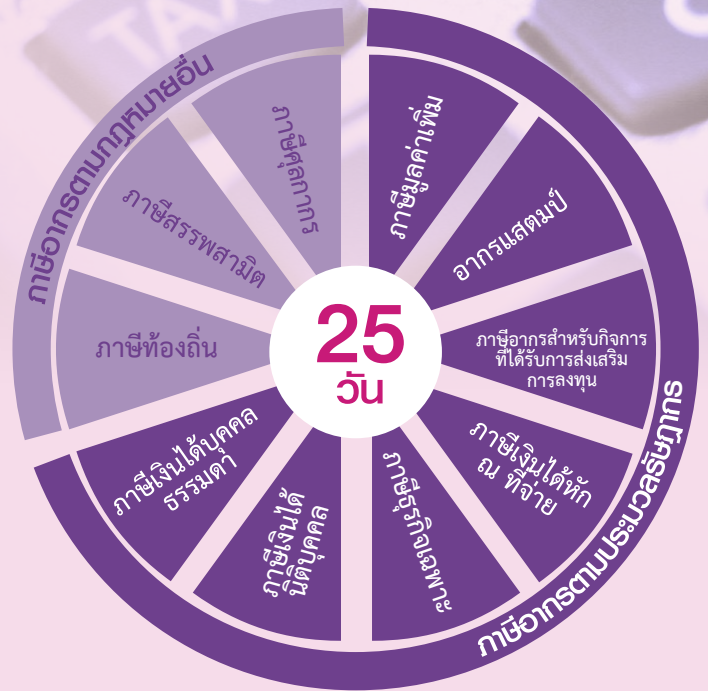 ภาษีอากรตามกฎหมายอื่น
ภาษีศุลกากร
ภาษีสรรพสามิต
ภาษีท้องถิ่น
25
วัน
ภาษีอากรตามประมวลรัษฎากร
ภาษีมูลค่าเพิ่ม
อากรแสตมป์
ภาษีอากรสำหรับกิจการ
ที่ได้รับการส่งเสริม
การลงทุน
ภาษีเงินได้หัก
ณ ที่จ่าย
ภาษีธุรกิจเฉพาะ
ภาษีเงินได้
นิติบุคคล
ภาษีเงินได้บุคคล
ธรรมดา